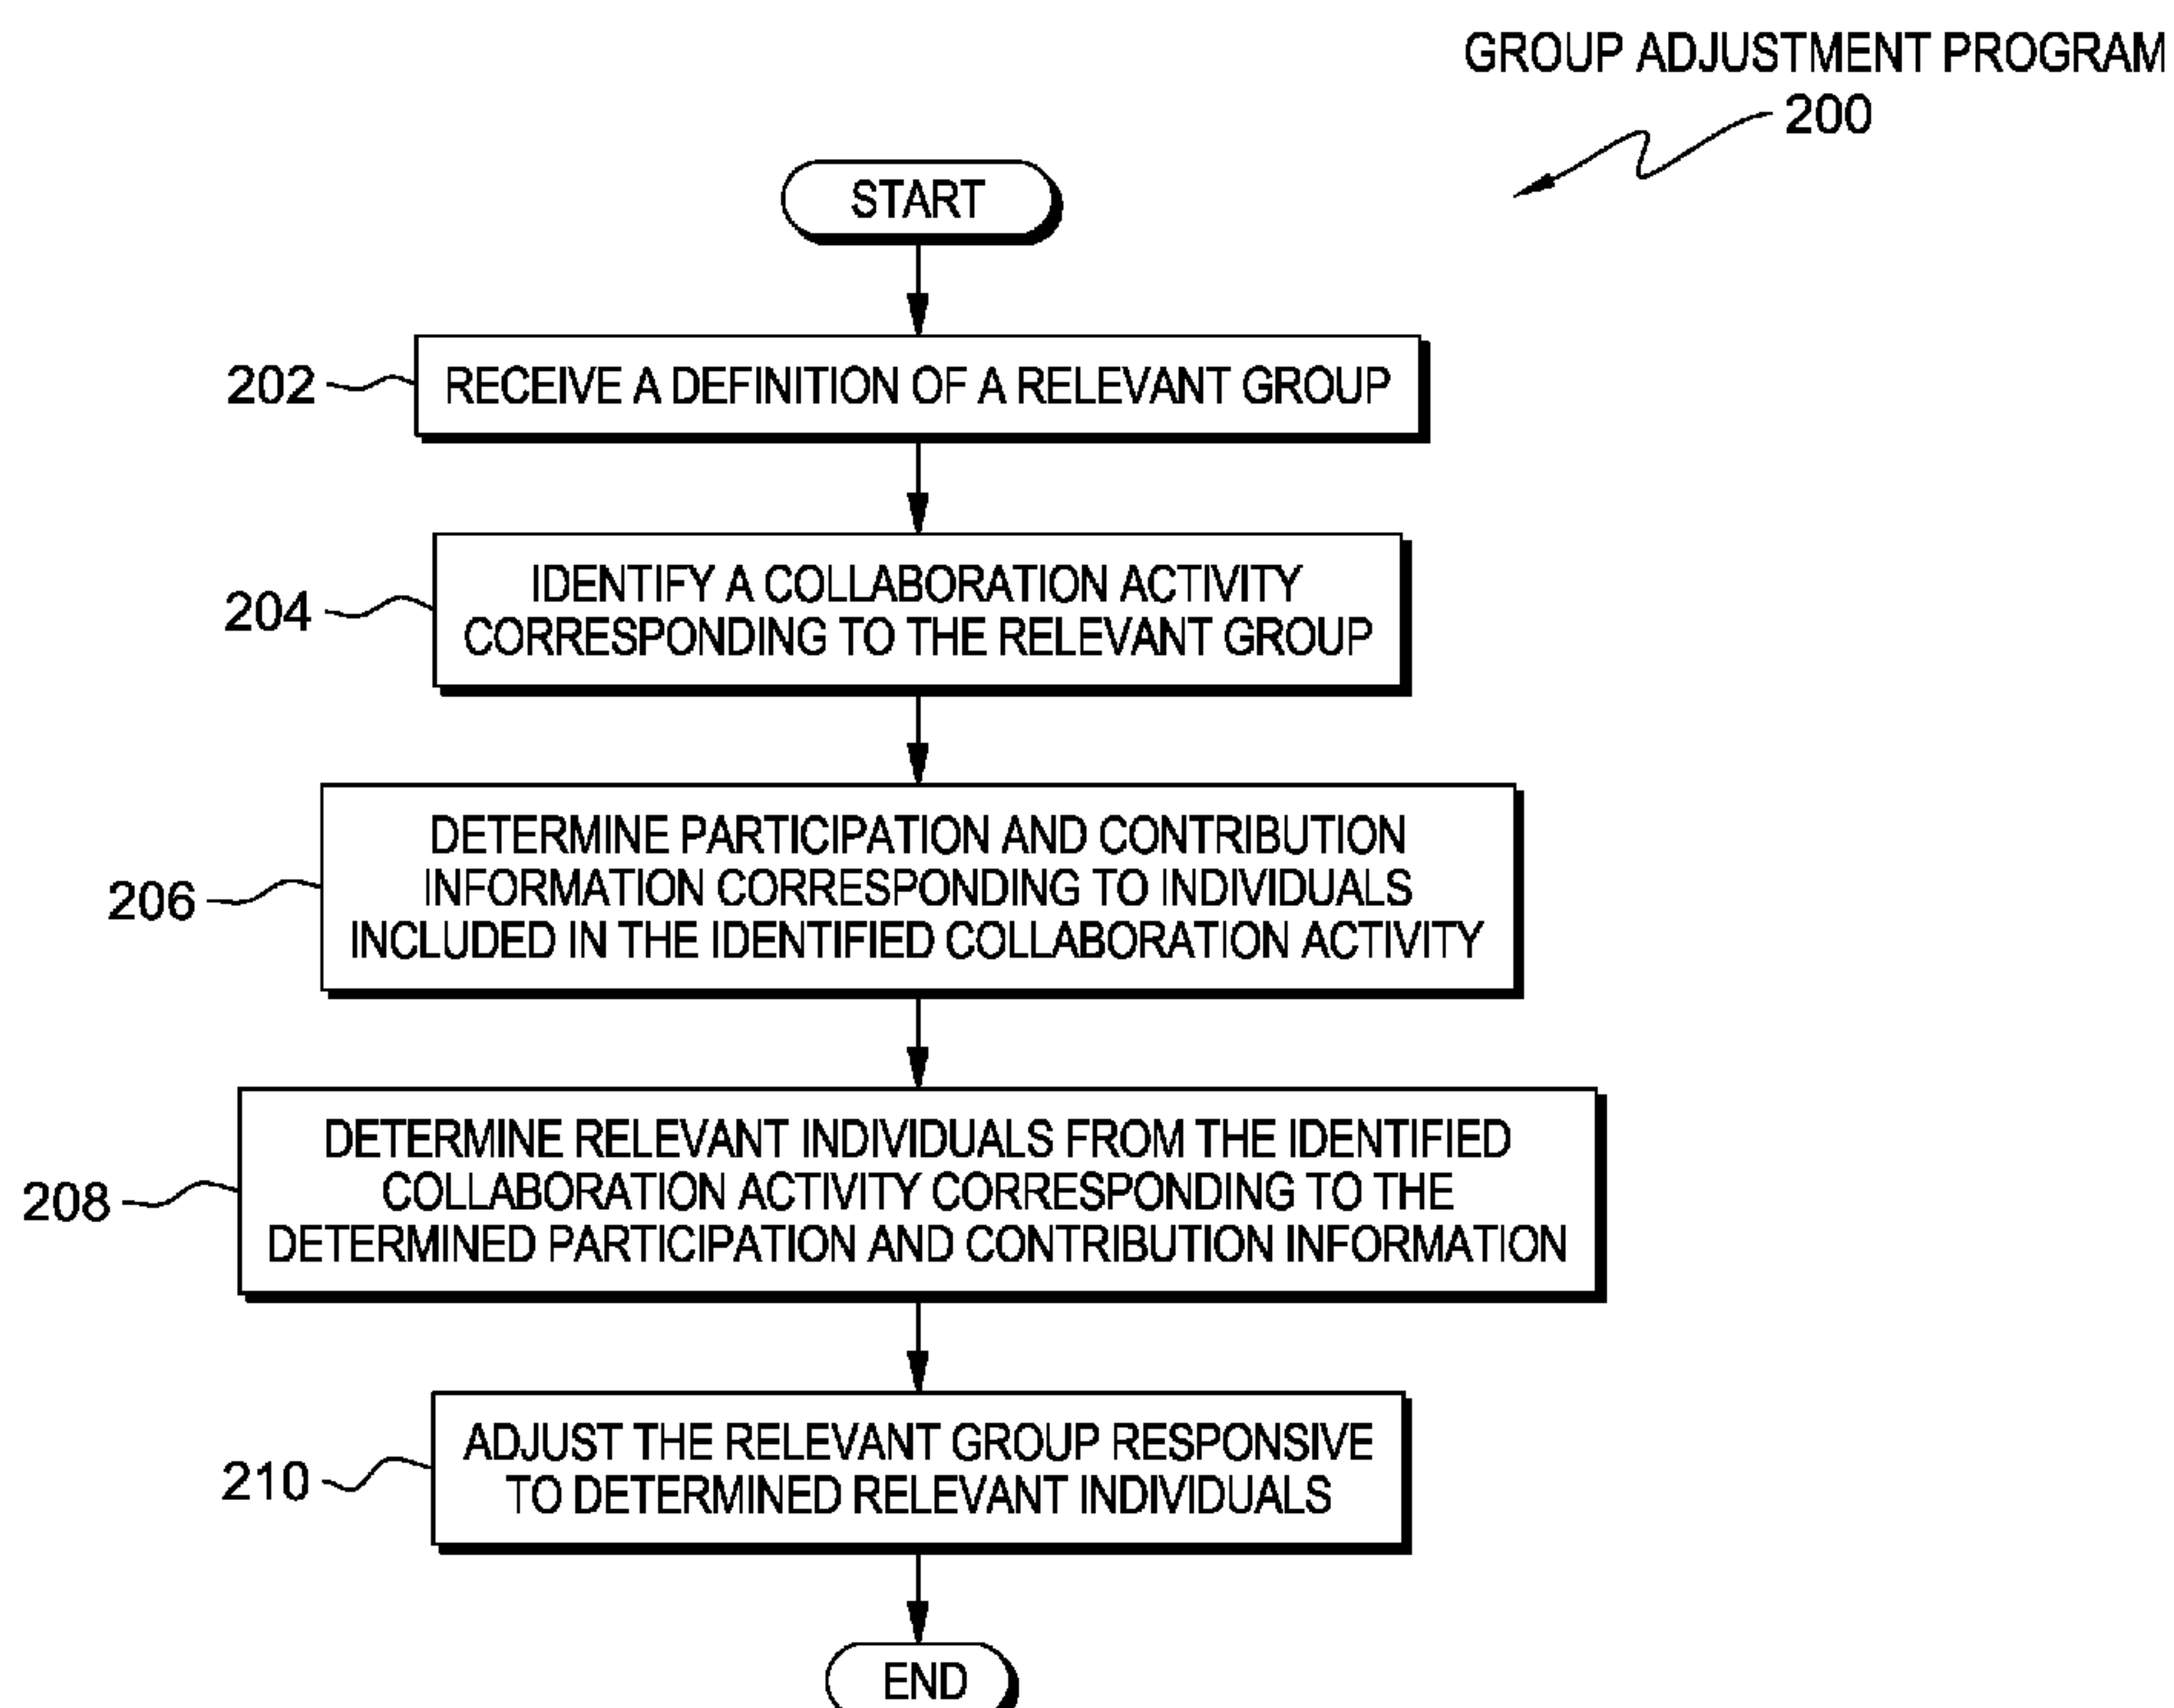 GROUP ADJUSTMENT PROGRAM
200
START
202
RECEIVE A DEFINITION OF A RELEVANT GROUP
204
IDENTIFY A COLLABORATION ACTIVITY
CORRESPONDING TO THE RELEVANT GROUP
206
DETERMINE PARTICIPATION AND CONTRIBUTION
INFORMATION CORRESPONDING TO INDIVIDUALS
INCLUDED IN THE IDENTIFIED COLLABORATION ACTIVITY
208
DETERMINE RELEVANT INDIVIDUALS FROM THE IDENTIFIED
COLLABORATION ACTIVITY CORRESPONDING TO THE
DETERMINED PARTICIPATION AND CONTRIBUTION INFORMATION
210
ADJUST THE RELEVANT GROUP RESPONSIVE
TO DETERMINED RELEVANT INDIVIDUALS
END